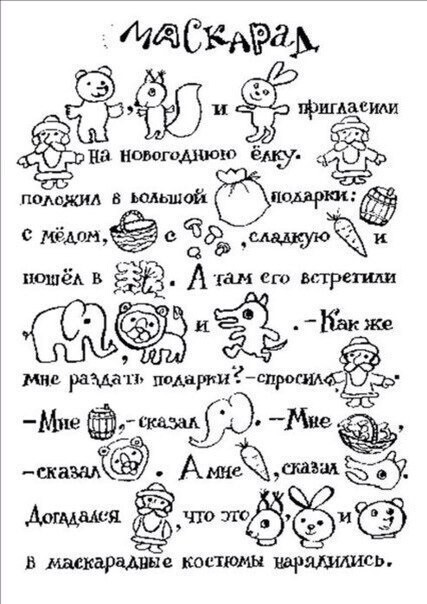 МАСКАРАД
, и пригласили
на новогоднюю ёлку.
положил в большой подарки:
с мёдом, с , сладкую и
пошёл в . А там его встретили
, и . – Как же
мне раздать подарки? – спросил .
– Мне , – сказал . – Мне ,
– сказал . А мне , сказал .
Догадался , что это , и
в маскарадные костюмы нарядились.